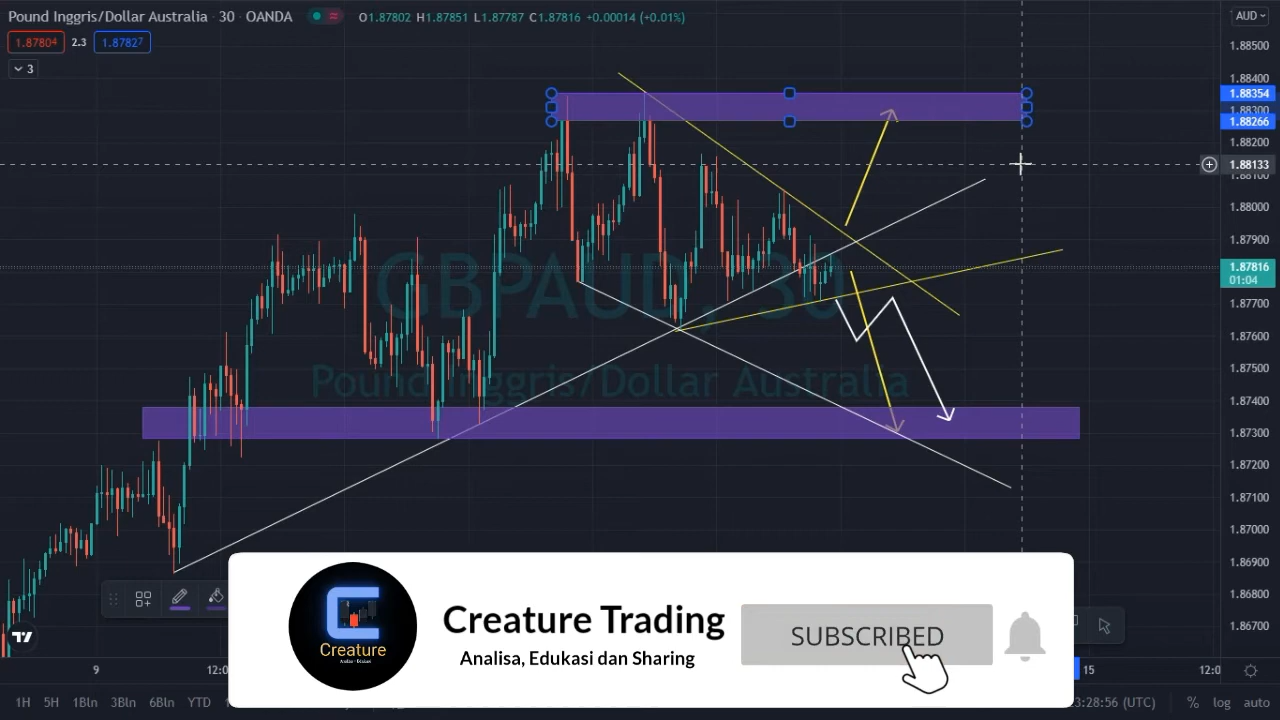 Pound Inggris/Dollar Australia · 30 · OANDA O1.87802 H1.87851 L1.87787 C1.87816 +0.00014 (+0.01%)
AUD
1.87804 2.3 1.87827
3
1.88500
1.88400
1.88354
1.88300
1.88266
1.88200
1.88133
1.88100
1.88000
1.87900
1.87816
01:04
1.87700
1.87600
1.87500
1.87400
1.87300
1.87200
1.87100
1.87000
1.86900
1.86800
1.86700
GBPAUD, 30
Pound Inggris/Dollar Australia
Creature
Creature Trading
Analisa, Edukasi dan Sharing
SUBSCRIBED
9 12:0 15 12:0
1H 5H 1Bln 3Bln 6Bln YTD 3:28:56 (UTC) % log auto